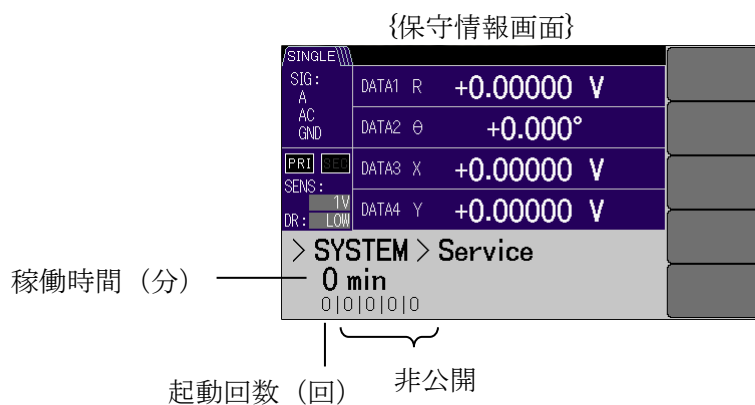 {保守情報画面}
SINGLE
SIG:
A
AC
GND
DATA1 R +0.00000 V
DATA2 θ +0.000°
PRI SEC
DATA3 X +0.00000 V
SENS:
1V
DR: LOW
DATA4 Y +0.00000 V
> SYSTEM > Service
稼働時間（分）
0 min
0|0|0|0|0
起動回数（回）
非公開